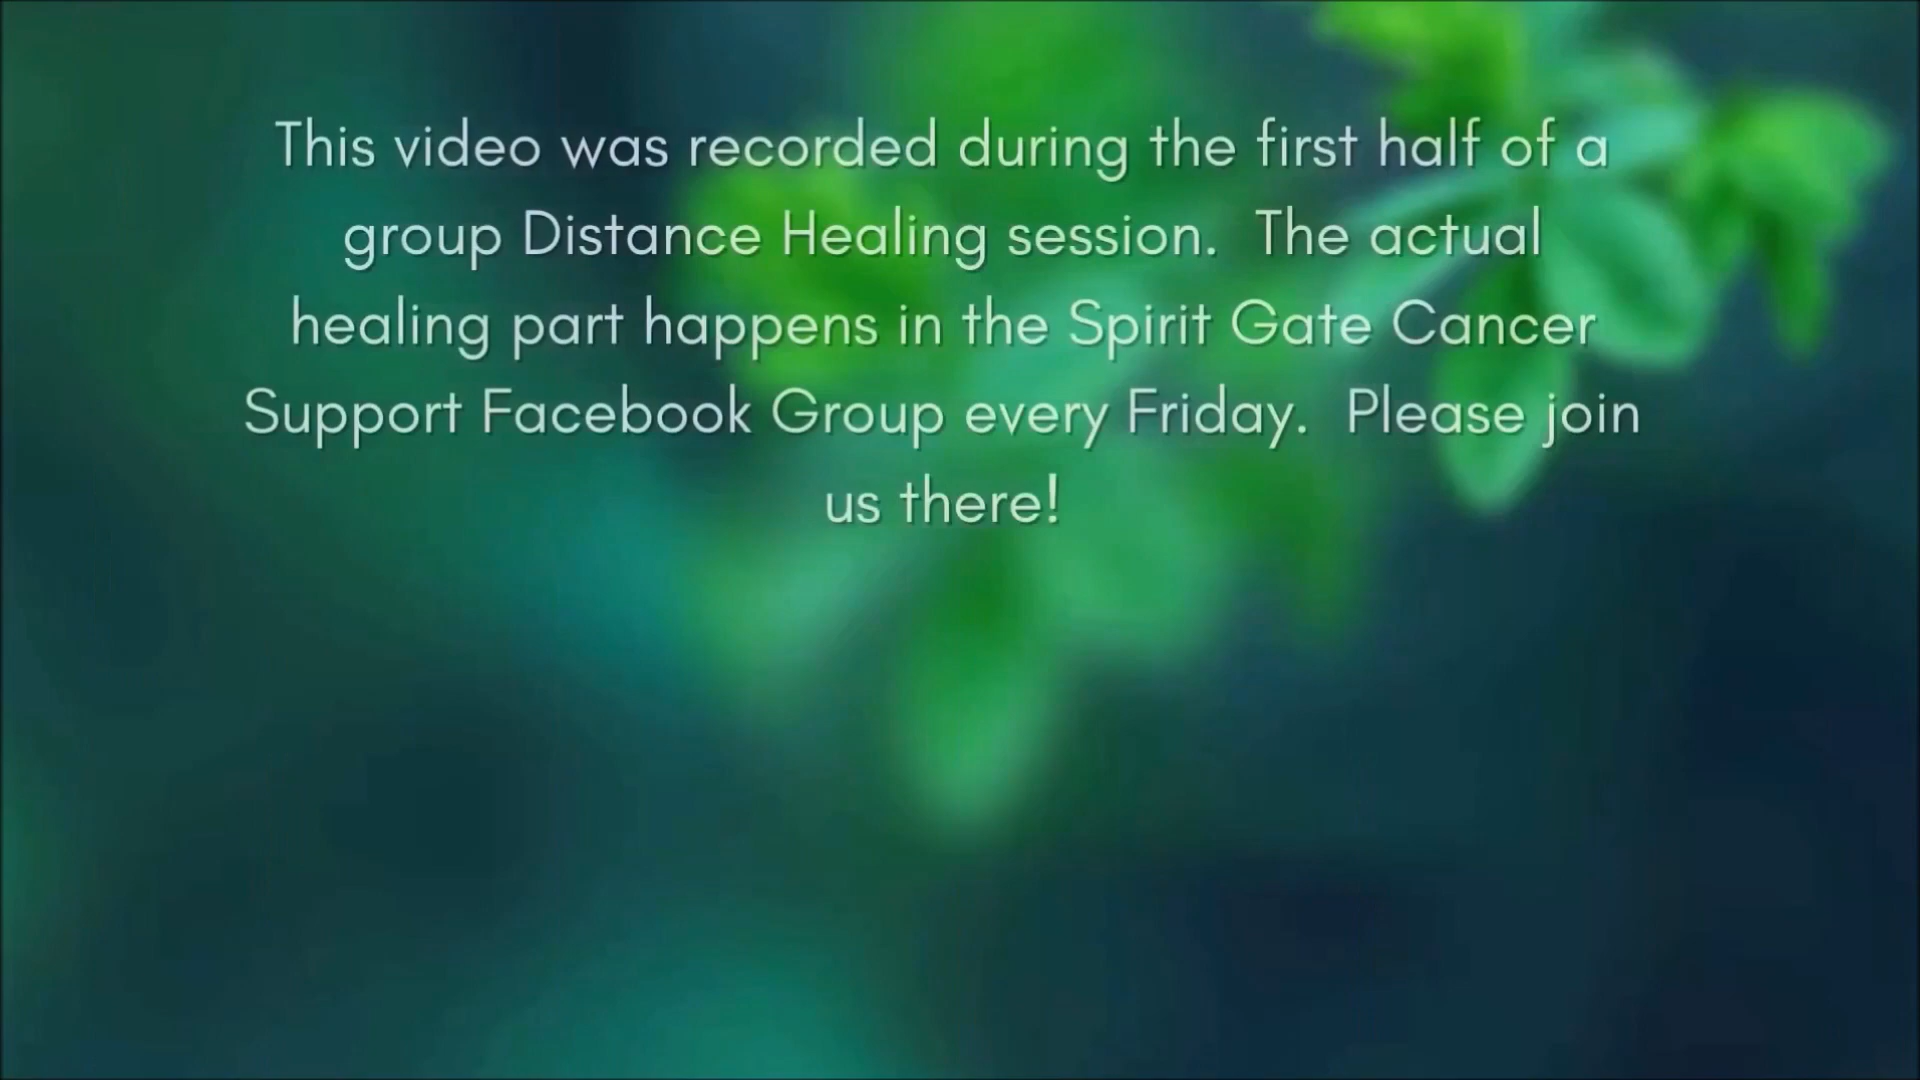 This video was recorded during the first half of a
group Distance Healing session.  The actual
healing part happens in the Spirit Gate Cancer
Support Facebook Group every Friday.  Please join
us there!